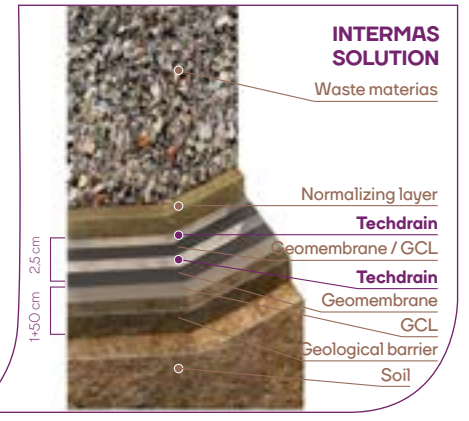 INTERMAS
SOLUTION
Waste materias
Normalizing layer
Techdrain
Geomembrane / GCL
Techdrain
Geomembrane
GCL
Geological barrier
Soil
2,5 cm
1+50 cm